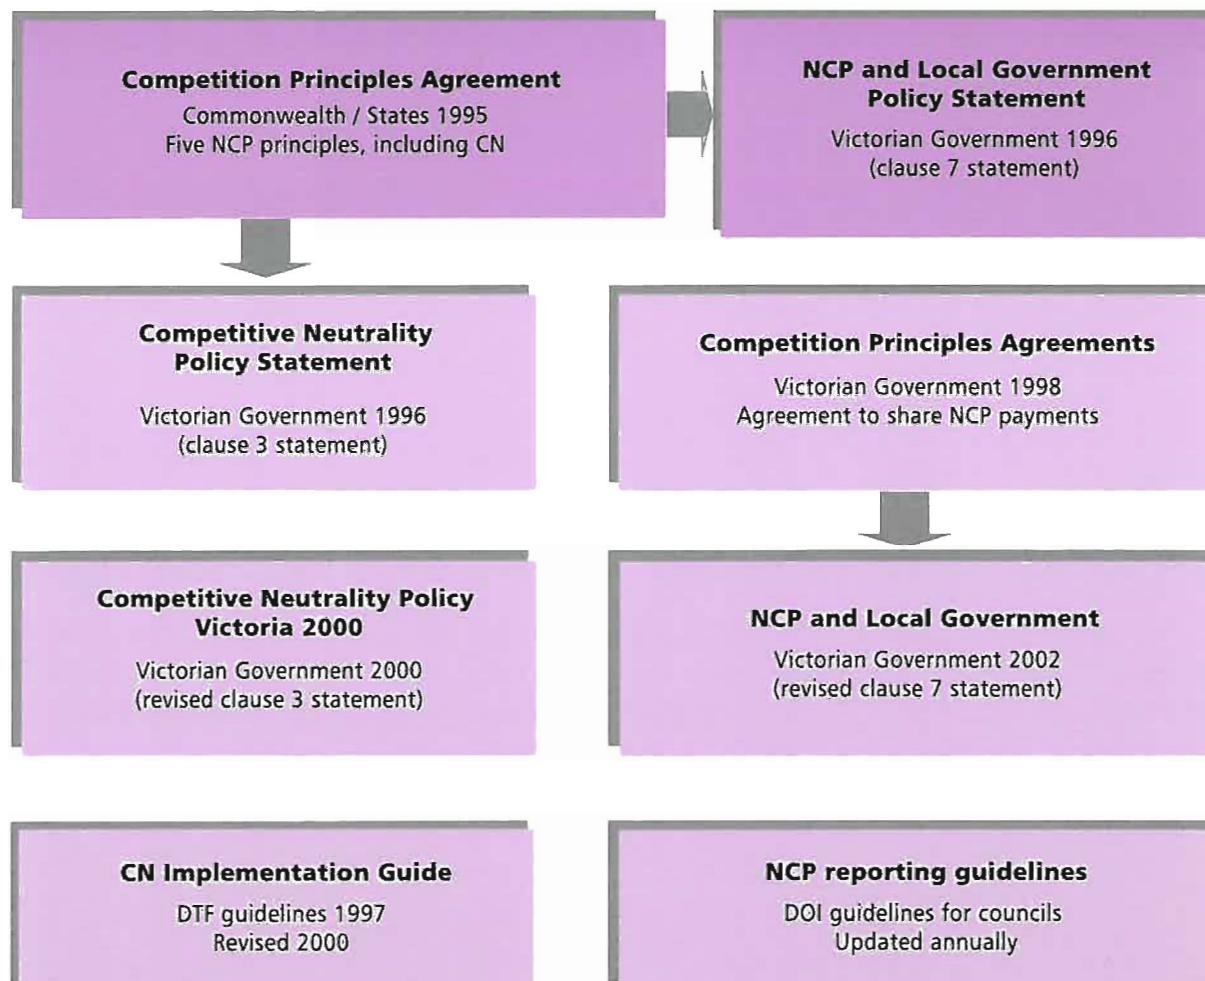 Competition Principles Agreement
Commonwealth / States 1995
Five NCP principles, including CN
NCP and Local Government
Policy Statement
Victorian Government 1996
(clause 7 statement)
Competitive Neutrality
Policy Statement
Victorian Government 1996
(clause 3 statement)
Competition Principles Agreements
Victorian Government 1998
Agreement to share NCP payments
Competitive Neutrality Policy
Victoria 2000
Victorian Government 2000
(revised clause 3 statement)
NCP and Local Government
Victorian Government 2002
(revised clause 7 statement)
CN Implementation Guide
DTF guidelines 1997
Revised 2000
NCP reporting guidelines
DOI guidelines for councils
Updated annually